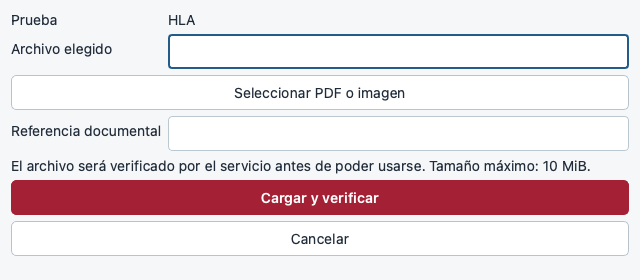 Prueba HLA
Archivo elegido
Seleccionar PDF o imagen
Referencia documental
El archivo será verificado por el servicio antes de poder usarse. Tamaño máximo: 10 MiB.
Cargar y verificar
Cancelar